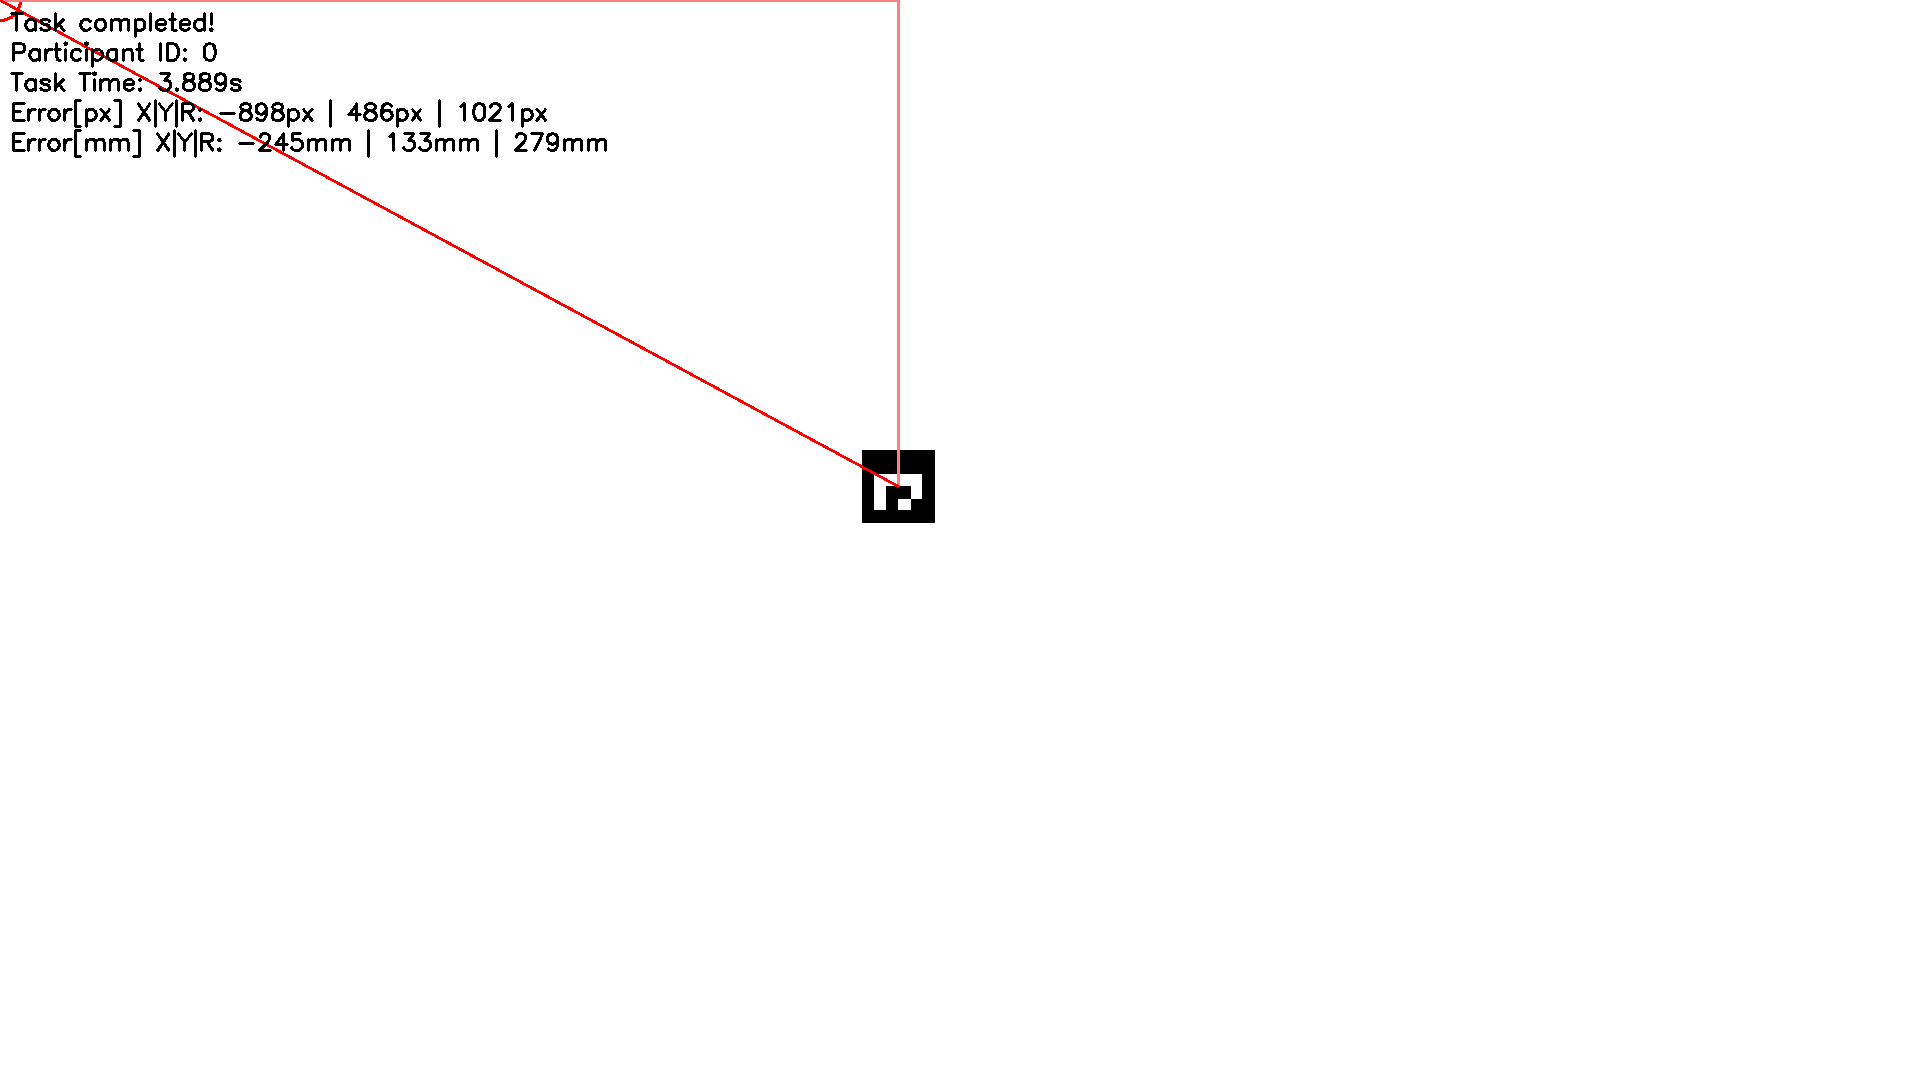 Task completed!
Participant ID: 0
Task Time: 3.889s
Error[px] X|Y|R: -898px | 486px | 1021px
Error[mm] X|Y|R: -245mm | 133mm | 279mm